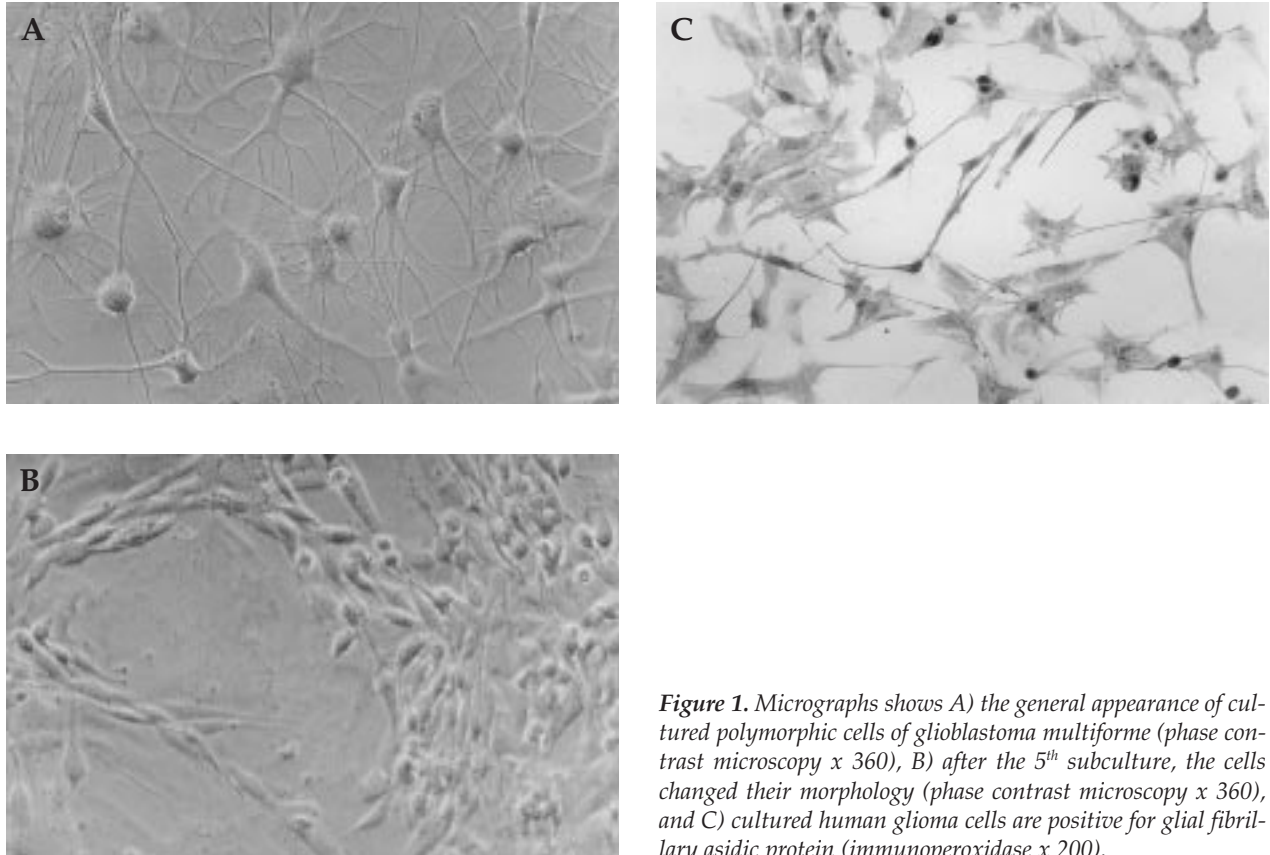 A
C
B
Figure 1. Micrographs shows A) the general appearance of cul-
tured polymorphic cells of glioblastoma multiforme (phase con-
trast microscopy x 360), B) after the 5th subculture, the cells
changed their morphology (phase contrast microscopy x 360),
and C) cultured human glioma cells are positive for glial fibril-
lary asidic protein (immunoperoxidase x 200).